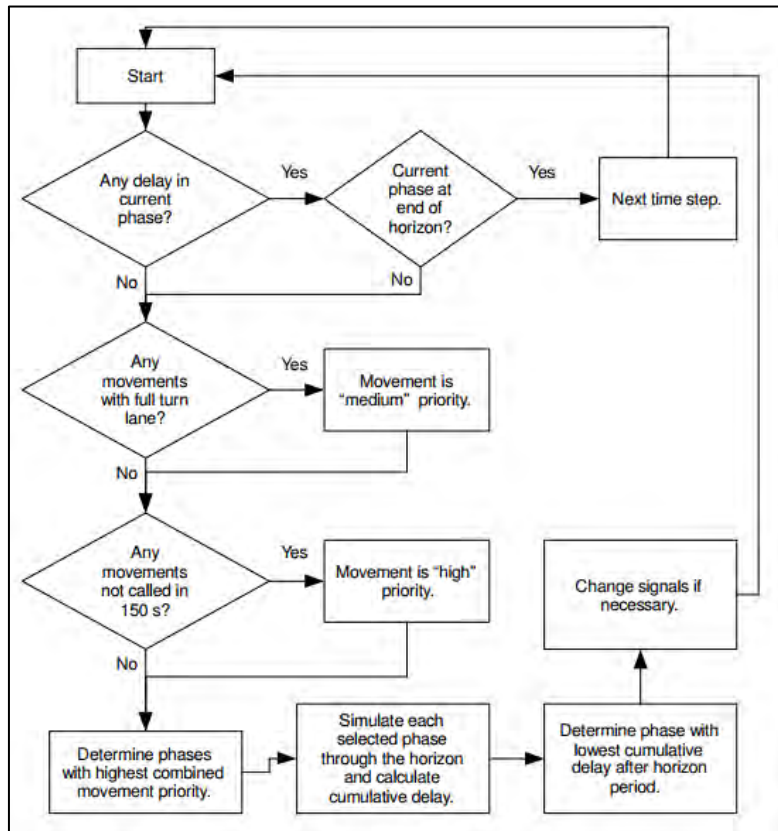 Start
Any delay in
current
phase?
Yes
Current
phase at
end of
horizon?
Yes
Next time step.
No
No
Any
movements
with full turn
lane?
Yes
Movement is
“medium” priority.
No
Any
movements
not called in
150 s?
Yes
Movement is “high”
priority.
Change signals if
necessary.
No
Determine phases
with highest combined
movement priority.
Simulate each
selected phase
through the horizon
and calculate
cumulative delay.
Determine phase with
lowest cumulative
delay after horizon
period.